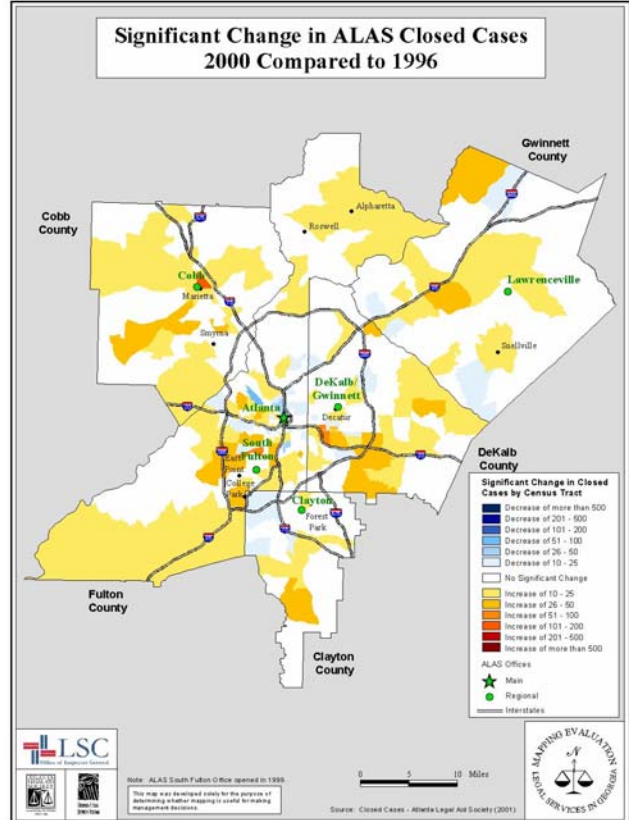 Significant Change in ALAS Closed Cases
2000 Compared to 1996
Gwinnett
County
Cobb
County
Alpharetta
Roswell
Cobb
Marietta
Lawrenceville
Smyrna
Snellville
DeKalb/
Gwinnett
Atlanta
Decatur
South
Fulton
East
Point
College
Park
DeKalb
County
Clayton
Forest
Park
Fulton
County
Clayton
County
Significant Change in Closed
Cases by Census Tract
Decrease of more than 500
Decrease of 201 - 500
Decrease of 101 - 200
Decrease of 51 - 100
Decrease of 26 - 50
Decrease of 10 - 25
No Significant Change
Increase of 10 - 25
Increase of 26 - 50
Increase of 51 - 100
Increase of 101 - 200
Increase of 201 - 500
Increase of more than 500
ALAS Offices
Main
Regional
Interstates
LSC
Office of Inspector General
Note: ALAS South Fulton Office opened in 1999.
This map was developed solely for the purpose of
determining whether mapping is useful for making
management decisions.
0 5 10 Miles
Source: Closed Cases - Atlanta Legal Aid Society (2001)
MAPPING EVALUATION
N
LEGAL SERVICES IN GEORGIA